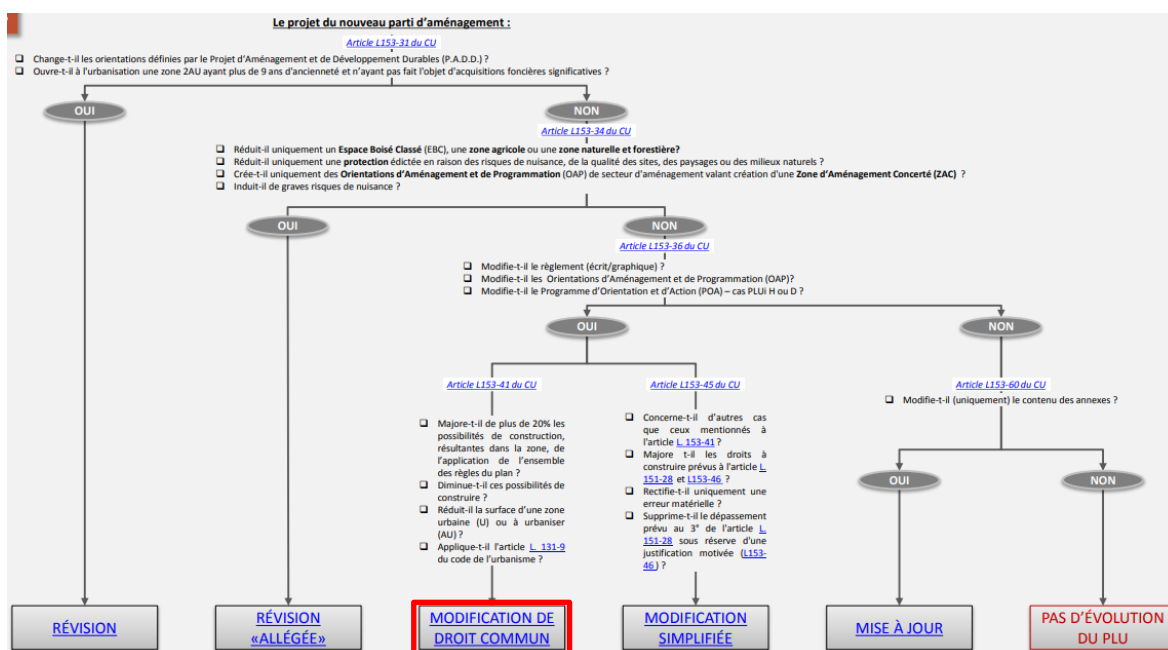 Le projet du nouveau parti d'aménagement :
Article L153-31 du CU
❑ Change-t-il les orientations définies par le Projet d'Aménagement et de Développement Durables (P.A.D.D.) ?
❑ Ouvre-t-il à l'urbanisation une zone 2AU ayant plus de 9 ans d'ancienneté et n'ayant pas fait l'objet d'acquisitions foncières significatives ?
OUI
NON
Article L153-34 du CU
❑ Réduit-il uniquement un Espace Boisé Classé (EBC), une zone agricole ou une zone naturelle et forestière?
❑ Réduit-il uniquement une protection édictée en raison des risques de nuisance, de la qualité des sites, des paysages ou des milieux naturels ?
❑ Crée-t-il uniquement des Orientations d'Aménagement et de Programmation (OAP) de secteur d'aménagement valant création d'une Zone d'Aménagement Concerté (ZAC) ?
❑ Induit-il de graves risques de nuisance ?
OUI
NON
Article L153-36 du CU
❑ Modifie-t-il le règlement (écrit/graphique) ?
❑ Modifie-t-il les Orientations d'Aménagement et de Programmation (OAP)?
❑ Modifie-t-il le Programme d'Orientation et d'Action (POA) – cas PLUi H ou D ?
OUI
NON
Article L153-41 du CU
❑ Majore-t-il de plus de 20% les
possibilités de construction,
résultantes dans la zone, de
l'application de l'ensemble
des règles du plan ?
❑ Diminue-t-il ces possibilités de
construire ?
❑ Réduit-il la surface d'une zone
urbaine (U) ou à urbaniser
(AU) ?
❑ Applique-t-il l'article L. 131-9
du code de l'urbanisme ?
Article L153-45 du CU
❑ Concerne-t-il d'autres cas
que ceux mentionnés à
l'article L. 153-41 ?
❑ Majore t-il les droits à
construire prévus à l'article L.
151-28 et L153-46 ?
❑ Rectifie-t-il uniquement une
erreur matérielle ?
❑ Supprime-t-il le dépassement
prévu au 3° de l'article L.
151-28 sous réserve d'une
justification motivée (L153-
46 ) ?
Article L153-60 du CU
❑ Modifie-t-il (uniquement) le contenu des annexes ?
OUI
NON
RÉVISION
RÉVISION
«ALLÉGÉE»
MODIFICATION DE
DROIT COMMUN
MODIFICATION
SIMPLIFIÉE
MISE À JOUR
PAS D'ÉVOLUTION
DU PLU